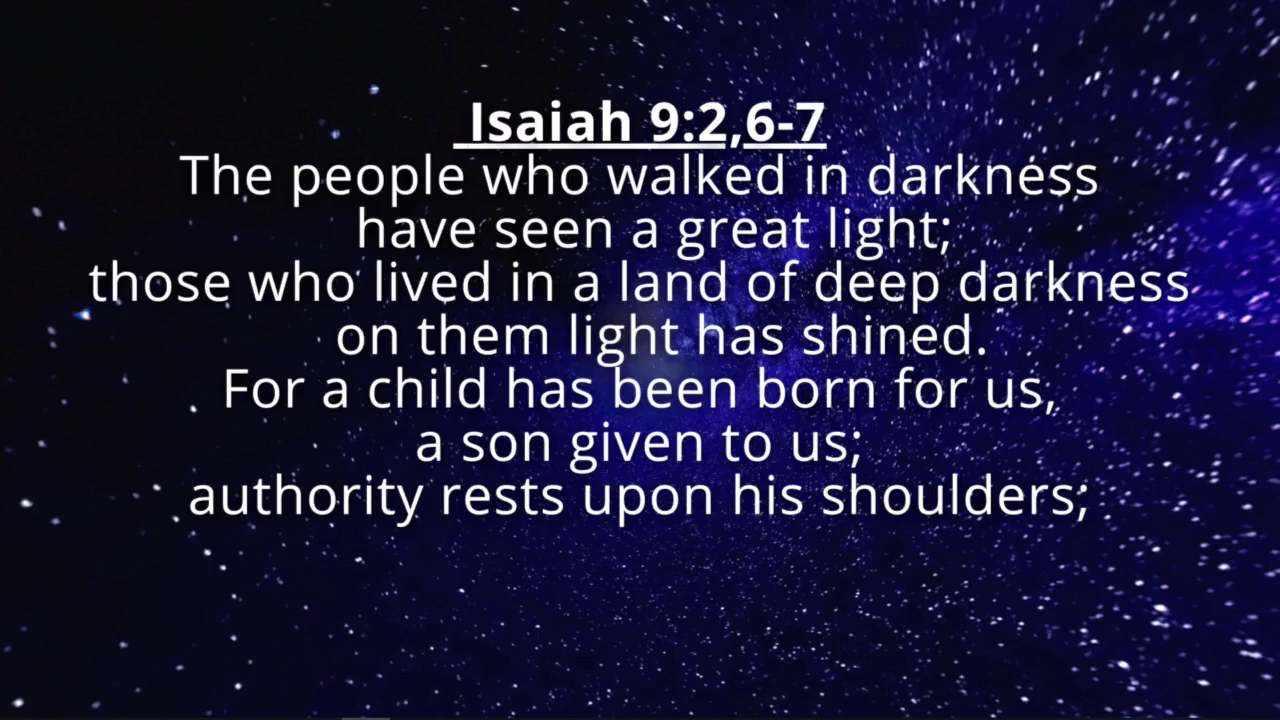 Isaiah 9:2,6-7
The people who walked in darkness
have seen a great light;
those who lived in a land of deep darkness
on them light has shined.
For a child has been born for us,
a son given to us;
authority rests upon his shoulders;